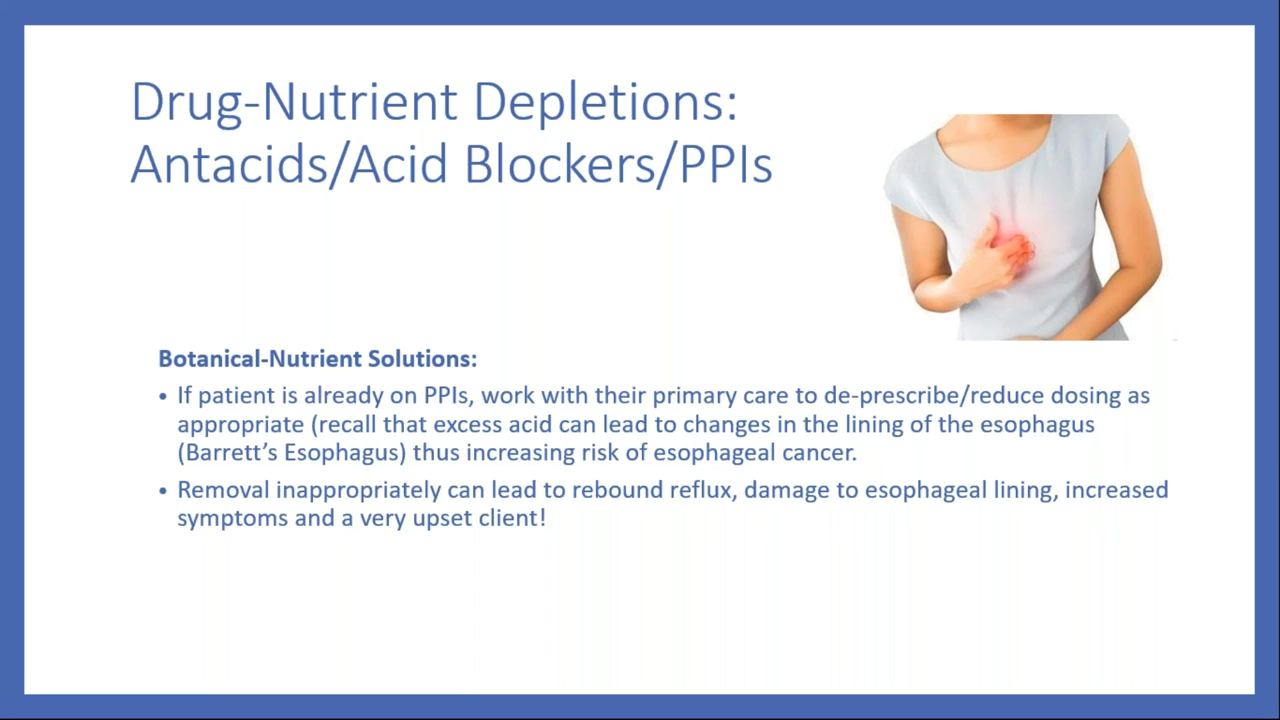 Drug-Nutrient Depletions:
Antacids/Acid Blockers/PPIs
Botanical-Nutrient Solutions:
• If patient is already on PPIs, work with their primary care to de-prescribe/reduce dosing as
appropriate (recall that excess acid can lead to changes in the lining of the esophagus
(Barrett’s Esophagus) thus increasing risk of esophageal cancer.
• Removal inappropriately can lead to rebound reflux, damage to esophageal lining, increased
symptoms and a very upset client!